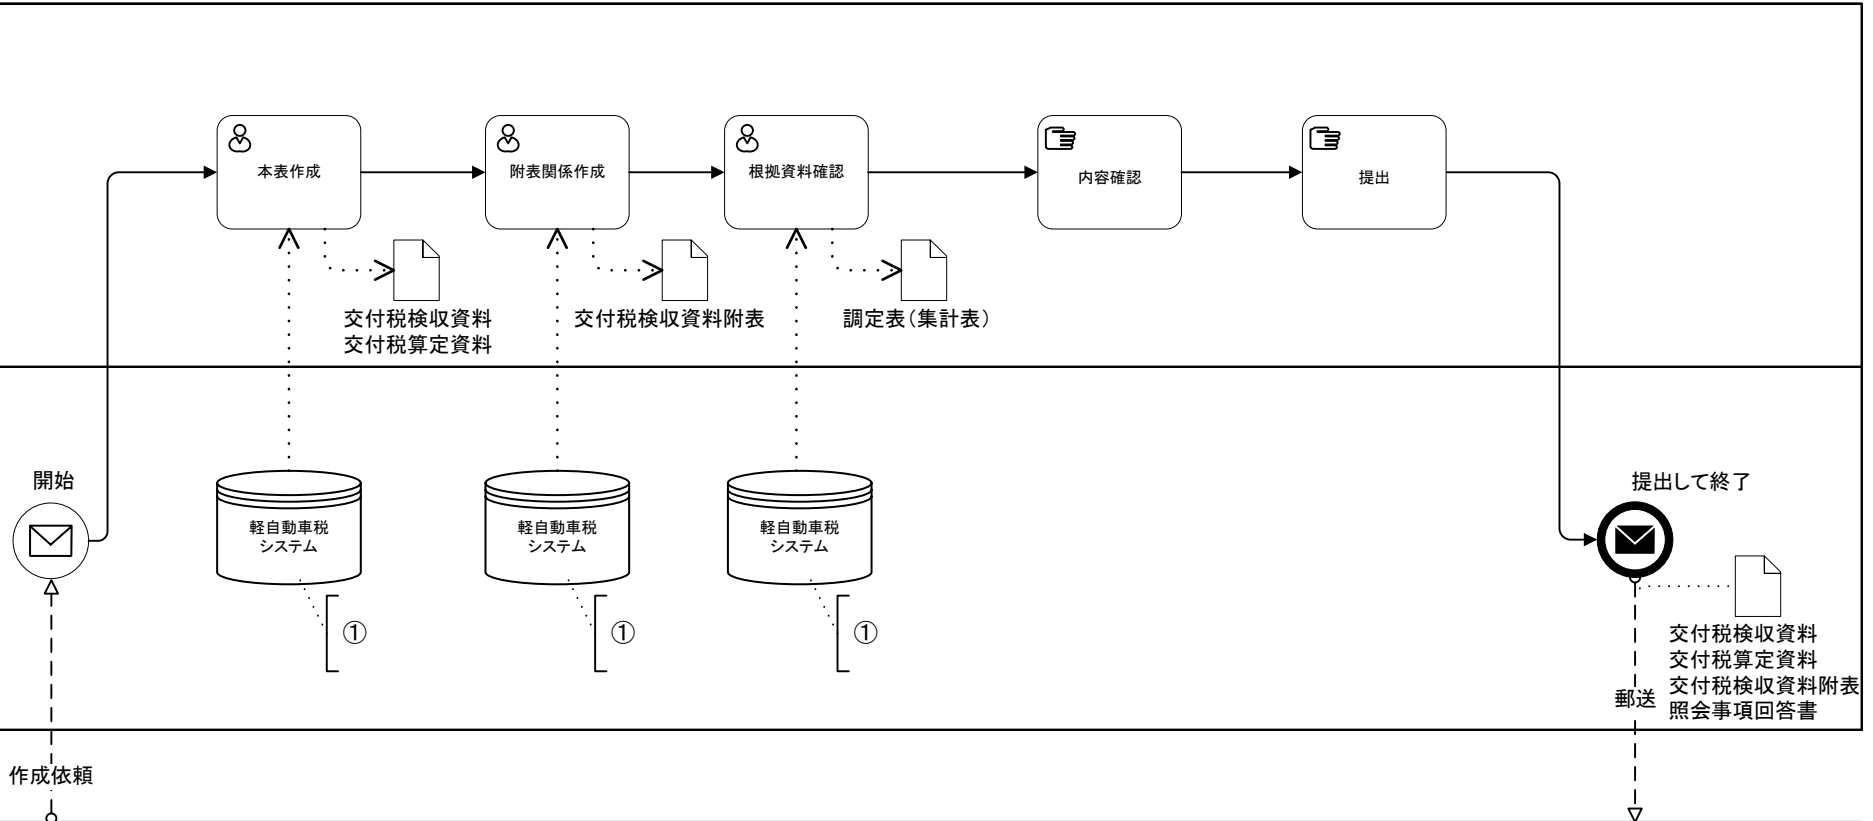 本表作成
附表関係作成
根拠資料確認
内容確認
提出
交付税検収資料
交付税算定資料
交付税検収資料附表
調定表（集計表）
開始
軽自動車税
システム
軽自動車税
システム
軽自動車税
システム
提出して終了
①
①
①
交付税検収資料
交付税算定資料
交付税検収資料附表
照会事項回答書
郵送
作成依頼